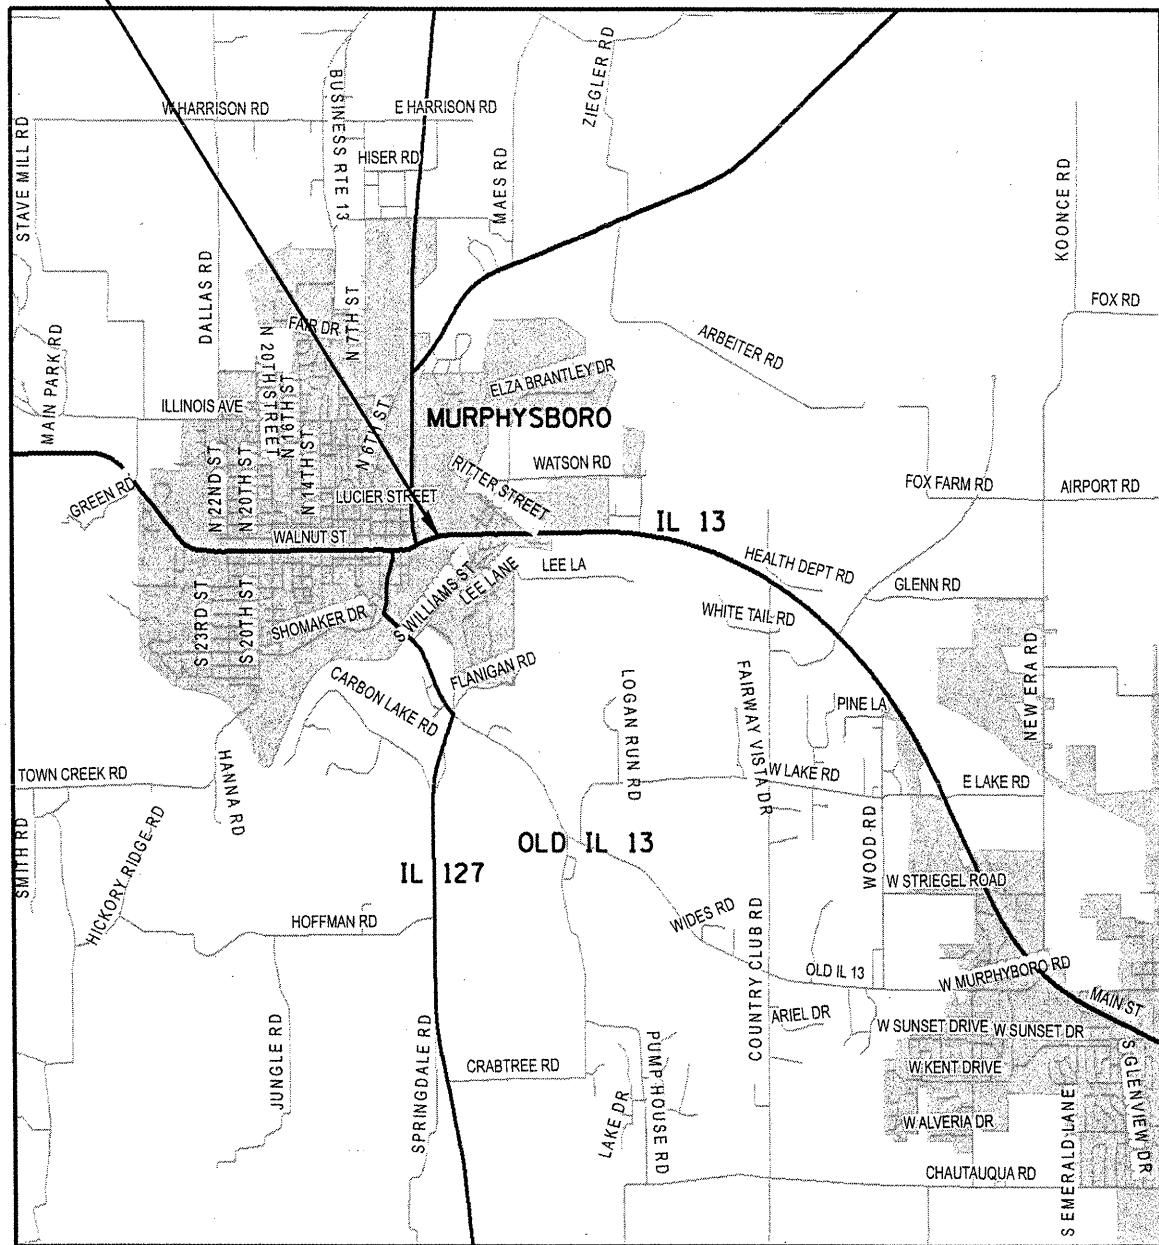 ZIEGLER RD
BUSINESS RTE 13
W HARRISON RD
E HARRISON RD
STAVE MILL RD
HISER RD
MAES RD
KOONCE RD
DALLAS RD
FOX RD
N 7TH ST
FAIR DR
N 20TH STREET
ARBEITER RD
MAIN PARK RD
ELZA BRANTLEY DR
ILLINOIS AVE
N 19TH ST
MURPHYSBORO
N 6TH ST
N 14TH ST
N 22ND ST
N 20TH ST
RITTER STREET
WATSON RD
GREEN RD
LUCIER STREET
FOX FARM RD
AIRPORT RD
IL 13
WALNUT ST
LEE LANE
LEE LA
HEALTH DEPT RD
GLENN RD
S WILLIAMS ST
SHOMAKER DR
WHITE TAIL RD
S 23RD ST
S 20TH ST
FLANIGAN RD
CARBON LAKE RD
LOGAN RUN RD
FAIRWAY VISTA DR
PINE LA
NEW ERA RD
TOWN CREEK RD
HANNA RD
W LAKE RD
E LAKE RD
SMITH RD
HICKORY RIDGE RD
OLD IL 13
WOOD RD
IL 127
W STRIEGEL ROAD
HOFFMAN RD
WIDES RD
COUNTRY CLUB RD
OLD IL 13
W MURPHYBORO RD
MAIN ST
JUNGLE RD
SPRINGDALE RD
ARIEL DR
W SUNSET DRIVE
W SUNSET DR
CRABTREE RD
PUMP HOUSE RD
W KENT DRIVE
S GLENVIEW DR
LAKE DR
W ALVERIA DR
S EMERALD LANE
CHAUTAUQUA RD